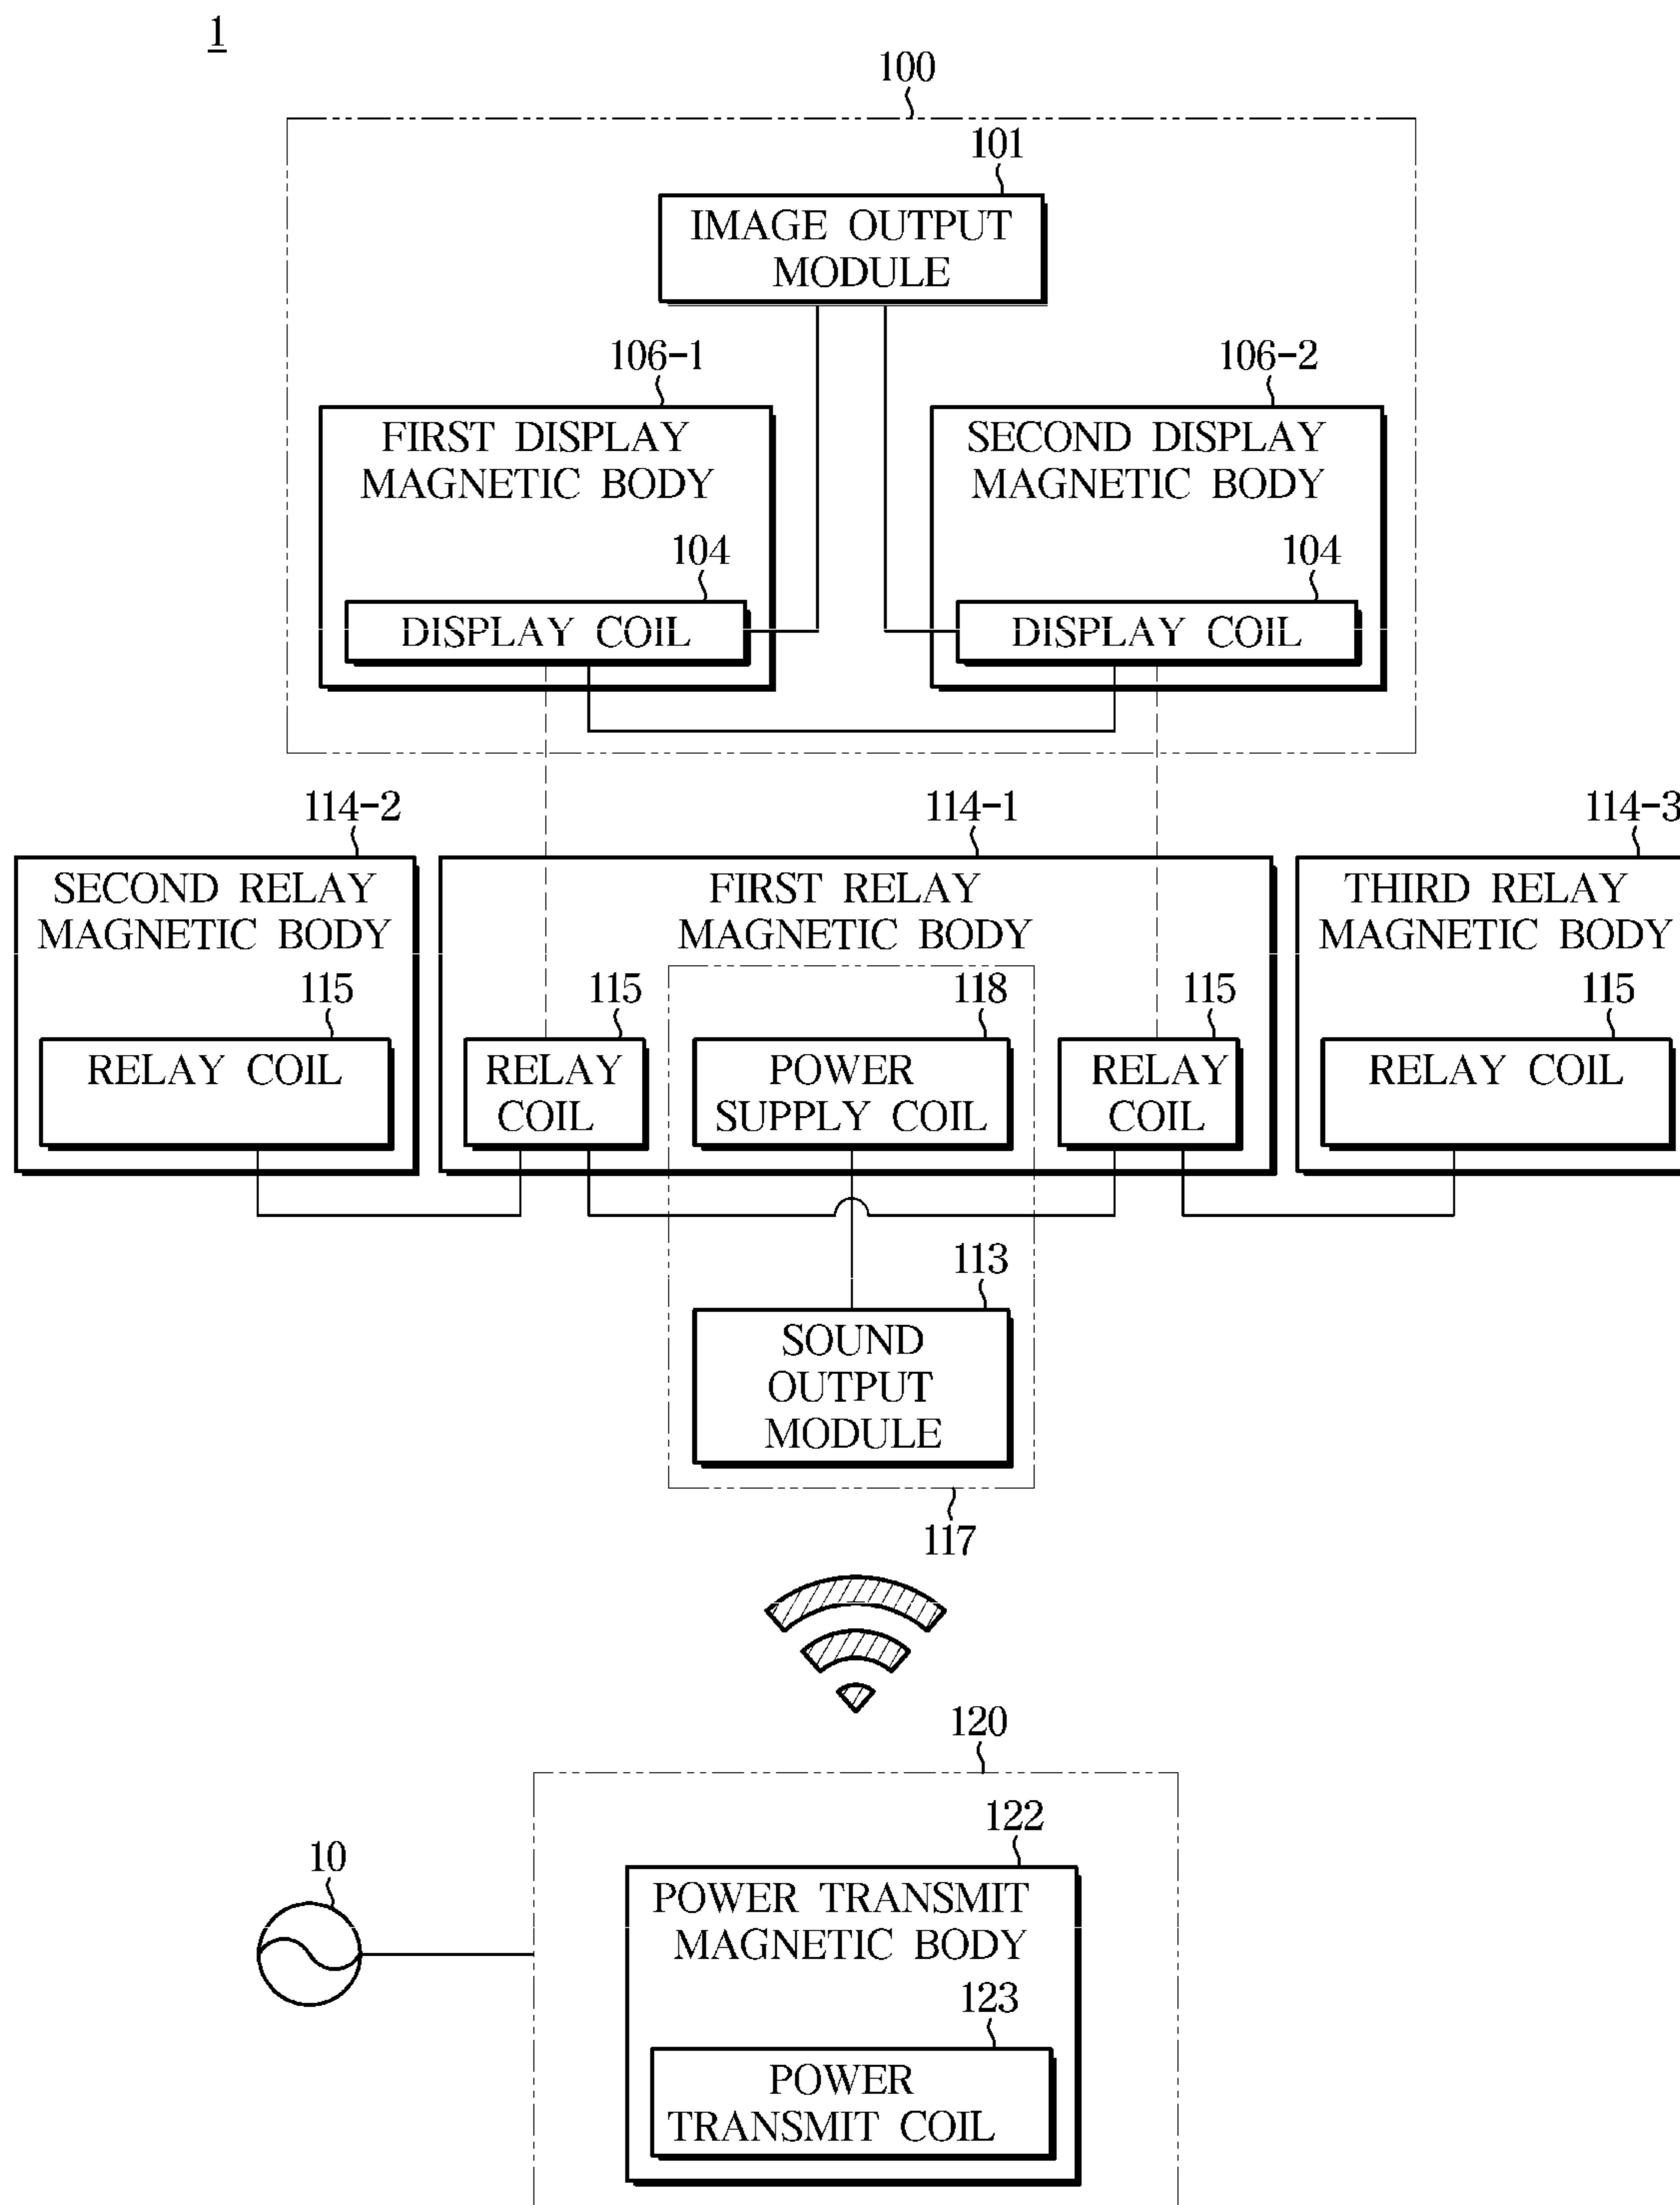 1
100
101
IMAGE OUTPUT
MODULE
106-1
106-2
FIRST DISPLAY
MAGNETIC BODY
SECOND DISPLAY
MAGNETIC BODY
104
104
DISPLAY COIL
DISPLAY COIL
114-2
114-1
114-3
SECOND RELAY
MAGNETIC BODY
FIRST RELAY
MAGNETIC BODY
THIRD RELAY
MAGNETIC BODY
115
115
118
115
115
RELAY COIL
RELAY
COIL
POWER
SUPPLY COIL
RELAY
COIL
RELAY COIL
113
SOUND
OUTPUT
MODULE
117
120
122
10
POWER TRANSMIT
MAGNETIC BODY
123
POWER
TRANSMIT COIL